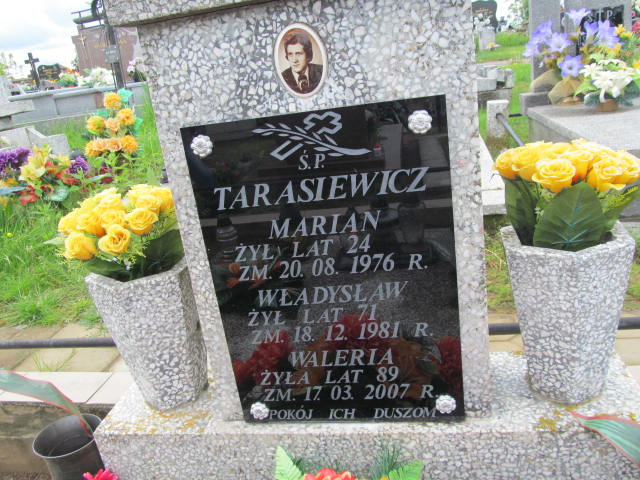 Ś.P.
TARASIEWICZ
MARIAN
ŻYŁ LAT 24
ZM. 20. 08. 1976 R.
WŁADYSŁAW
ŻYŁ LAT 71
ZM. 18. 12. 1981 R.
WALERIA
ŻYŁA LAT 89
ZM. 17. 03. 2007 R.
POKÓJ ICH DUSZOM